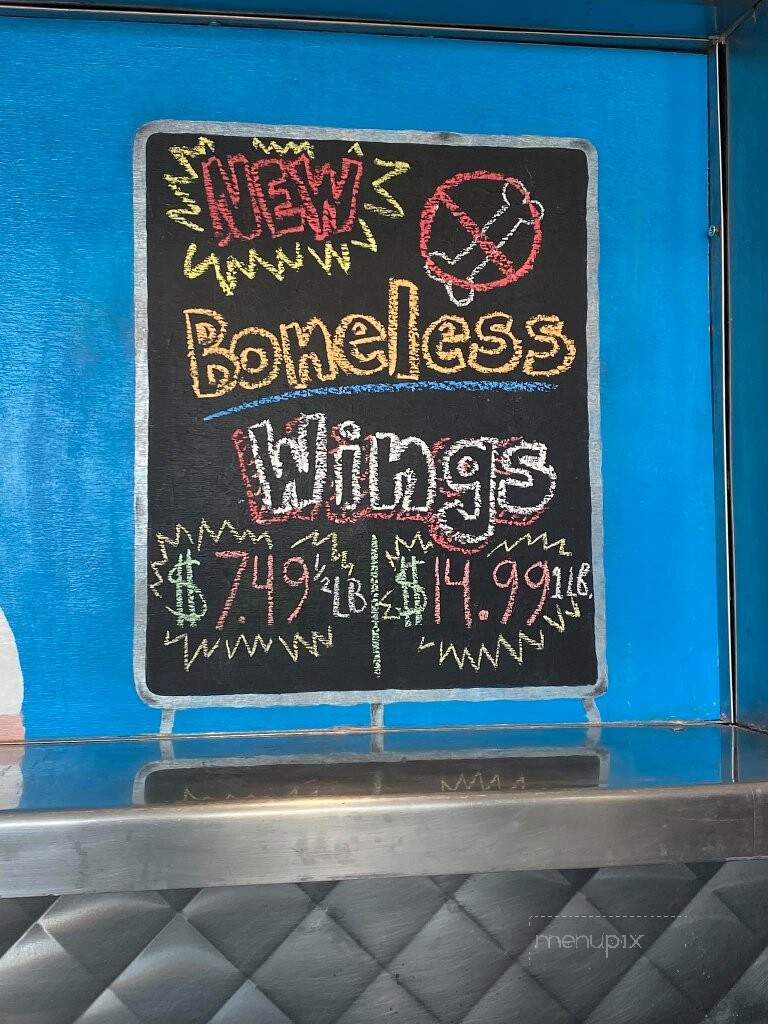 NEW
Boneless
Wings
$7.49 1/2 LB $14.99 1 LB
menupix